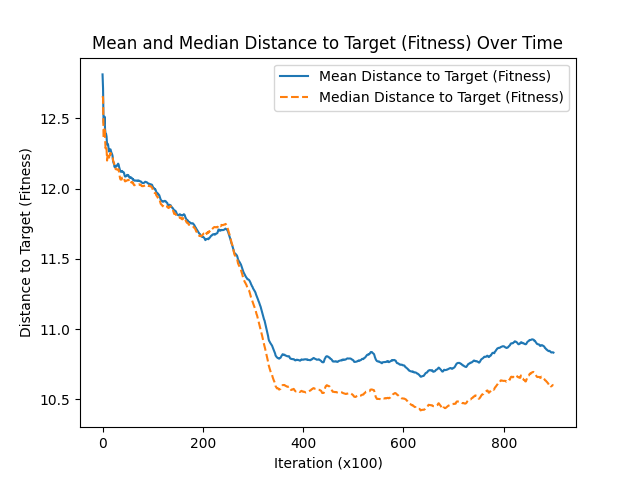 Mean and Median Distance to Target (Fitness) Over Time
Mean Distance to Target (Fitness)
Median Distance to Target (Fitness)
Distance to Target (Fitness)
12.5
12.0
11.5
11.0
10.5
0 200 400 600 800
Iteration (x100)